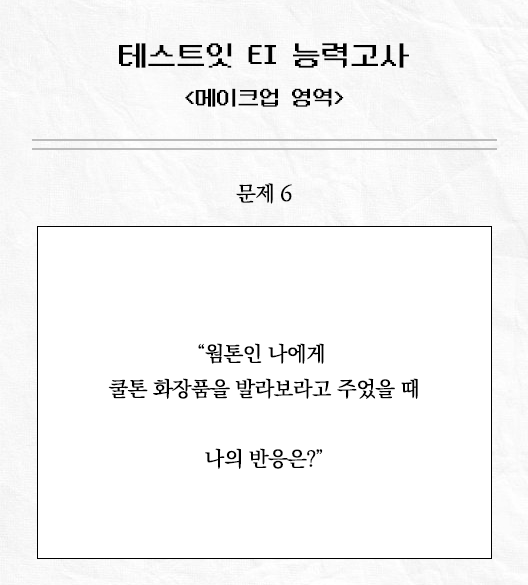 테스트잇 EI 능력고사
<메이크업 영역>
문제 6
“웜톤인 나에게
쿨톤 화장품을 발라보라고 주었을 때
나의 반응은?”